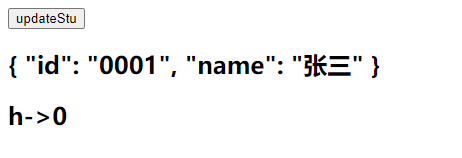 updateStu
{ "id": "0001", "name": "张三" }
h->0